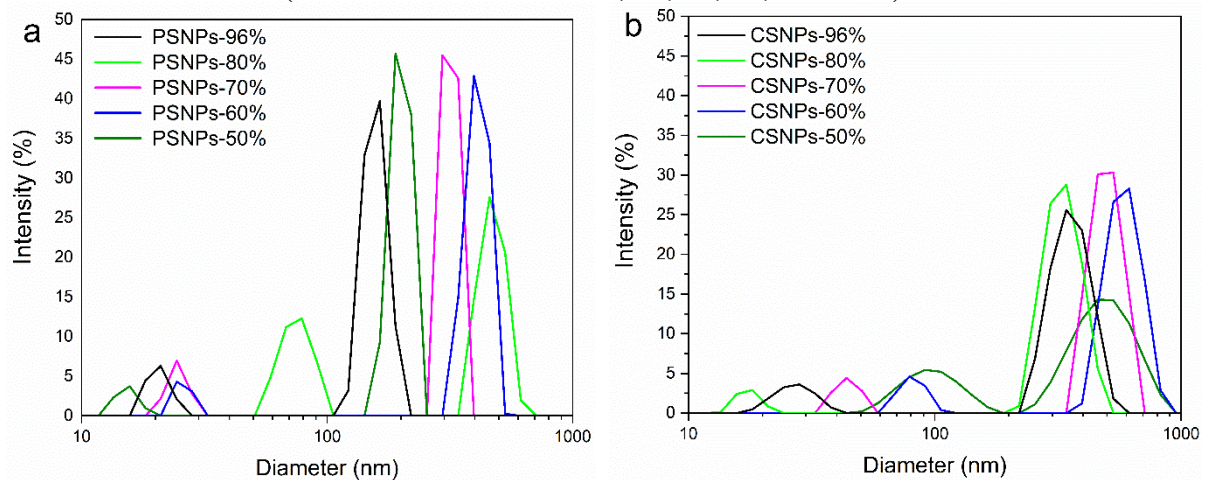 a
PSNPs-96%
PSNPs-80%
PSNPs-70%
PSNPs-60%
PSNPs-50%
50
45
40
35
30
25
20
15
10
5
0
Intensity (%)
10
100
1000
Diameter (nm)
b
CSNPs-96%
CSNPs-80%
CSNPs-70%
CSNPs-60%
CSNPs-50%
50
45
40
35
30
25
20
15
10
5
0
Intensity (%)
10
100
1000
Diameter (nm)